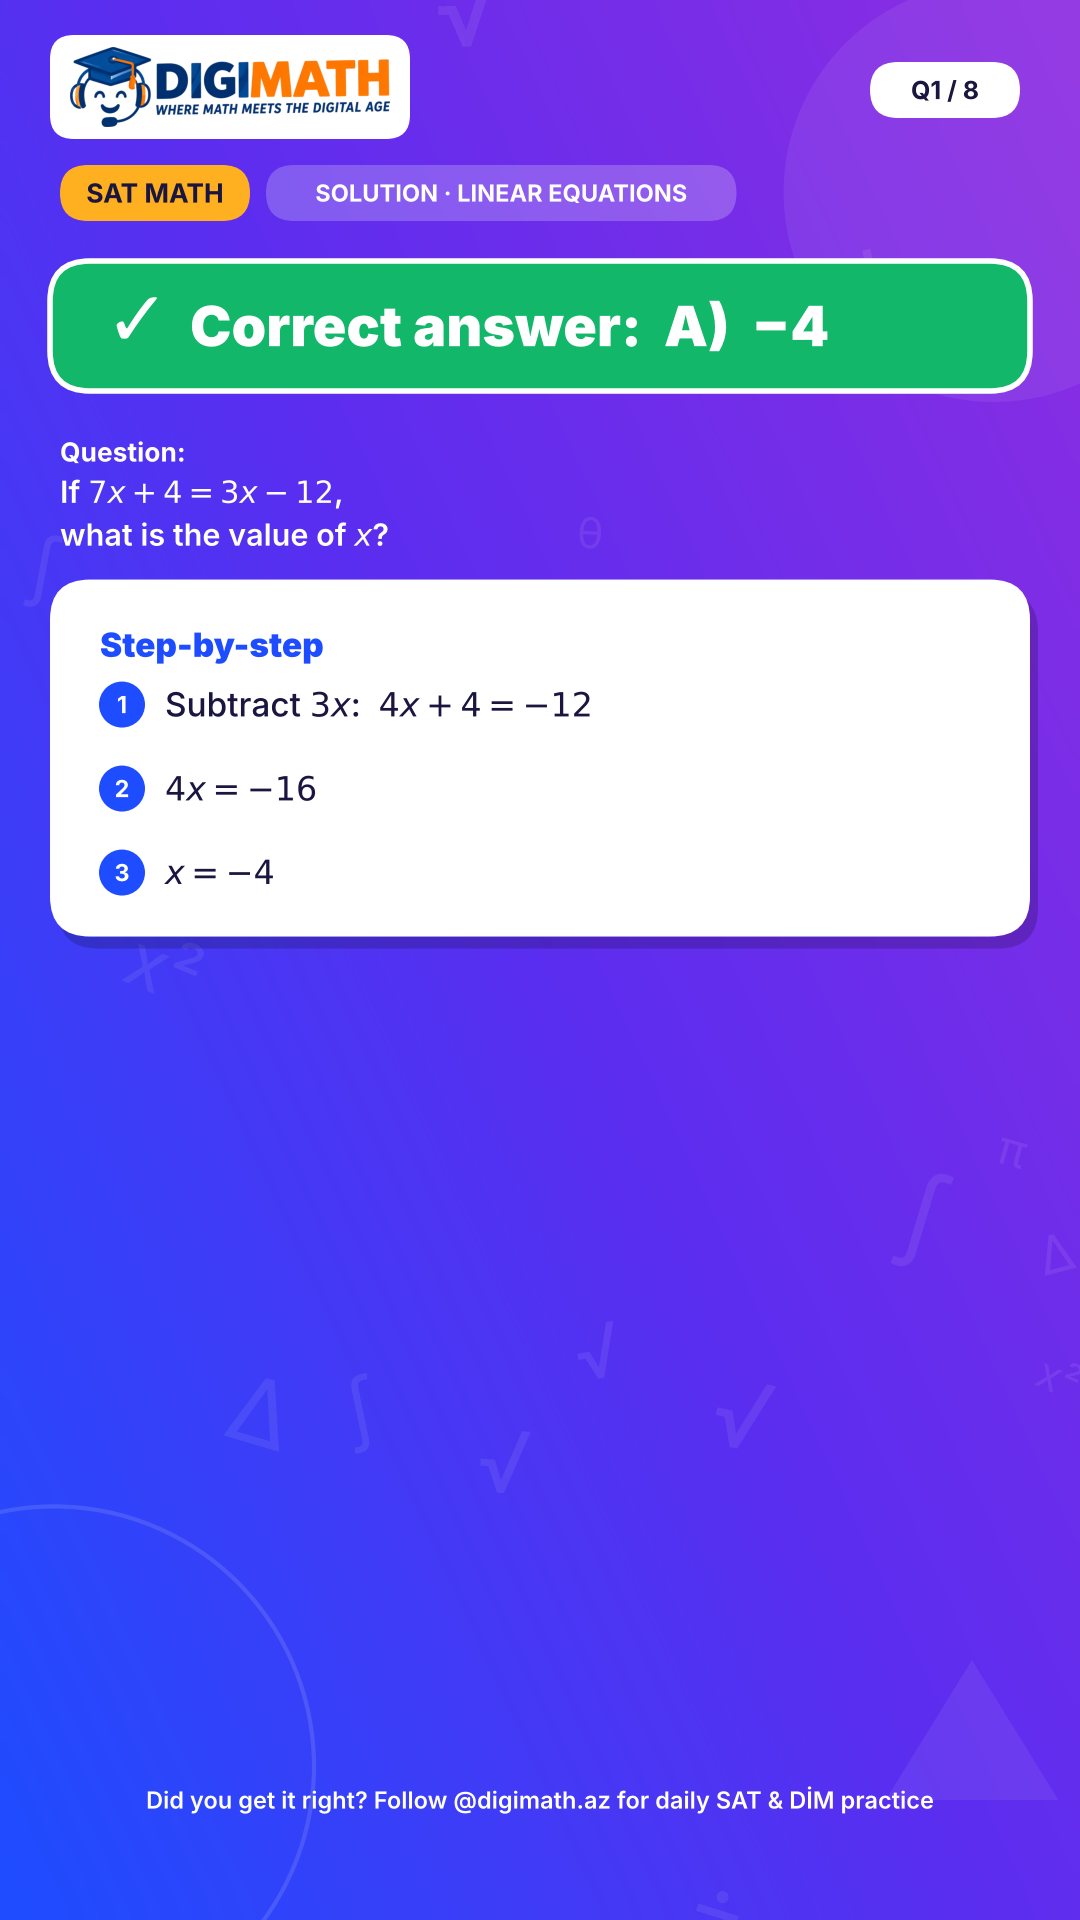 DIGIMATH
WHERE MATH MEETS THE DIGITAL AGE
Q1 / 8
SAT MATH
SOLUTION · LINEAR EQUATIONS
✓ Correct answer: A) −4
Question:
If 7x + 4 = 3x − 12,
what is the value of x?
Step-by-step
1 Subtract 3x: 4x + 4 = −12
2 4x = −16
3 x = −4
Did you get it right? Follow @digimath.az for daily SAT & DİM practice